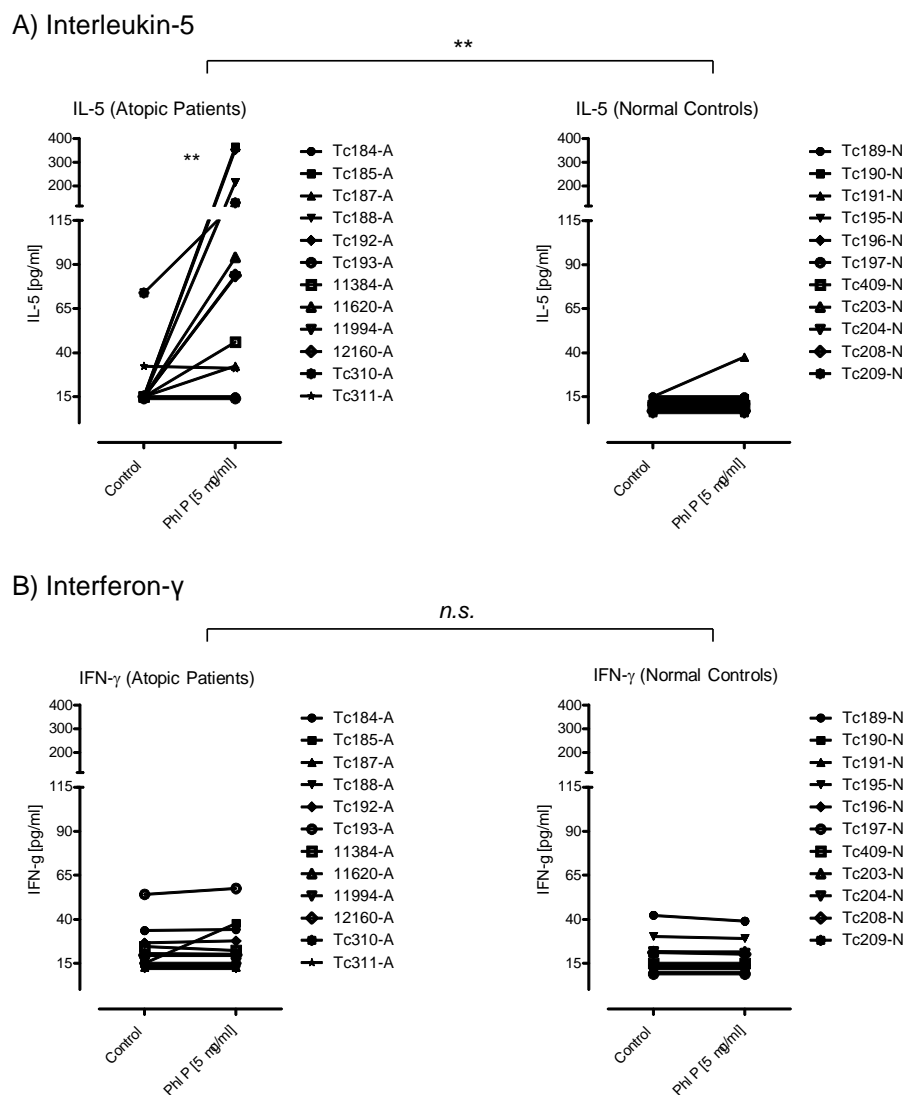 A) Interleukin-5
**
IL-5 (Atopic Patients)
400
300
200
**
115
90
65
40
15
IL-5 [pg/ml]
Control
Phl P [5 mg/ml]
Tc184-A
Tc185-A
Tc187-A
Tc188-A
Tc192-A
Tc193-A
11384-A
11620-A
11994-A
12160-A
Tc310-A
Tc311-A
IL-5 (Normal Controls)
400
300
200
115
90
65
40
15
IL-5 [pg/ml]
Control
Phl P [5 mg/ml]
Tc189-N
Tc190-N
Tc191-N
Tc195-N
Tc196-N
Tc197-N
Tc409-N
Tc203-N
Tc204-N
Tc208-N
Tc209-N
B) Interferon-γ
n.s.
IFN-γ (Atopic Patients)
400
300
200
115
90
65
40
15
IFN-g [pg/ml]
Control
Phl P [5 mg/ml]
Tc184-A
Tc185-A
Tc187-A
Tc188-A
Tc192-A
Tc193-A
11384-A
11620-A
11994-A
12160-A
Tc310-A
Tc311-A
IFN-γ (Normal Controls)
400
300
200
115
90
65
40
15
IFN-g [pg/ml]
Control
Phl P [5 mg/ml]
Tc189-N
Tc190-N
Tc191-N
Tc195-N
Tc196-N
Tc197-N
Tc409-N
Tc203-N
Tc204-N
Tc208-N
Tc209-N